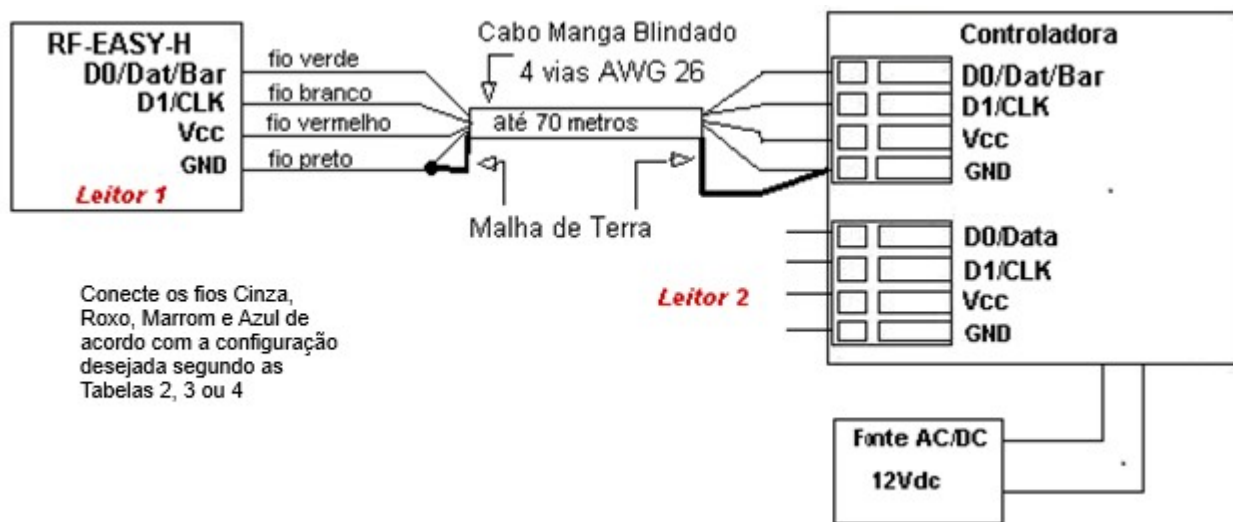 RF-EASY-H
D0/Dat/Bar
D1/CLK
Vcc
GND
Leitor 1
fio verde
fio branco
fio vermelho
fio preto
Cabo Manga Blindado
4 vias AWG 26
até 70 metros
Malha de Terra
Controladora
D0/Dat/Bar
D1/CLK
Vcc
GND
Leitor 2
D0/Data
D1/CLK
Vcc
GND
Conecte os fios Cinza,
Roxo, Marrom e Azul de
acordo com a configuração
desejada segundo as
Tabelas 2, 3 ou 4
Fonte AC/DC
12Vdc